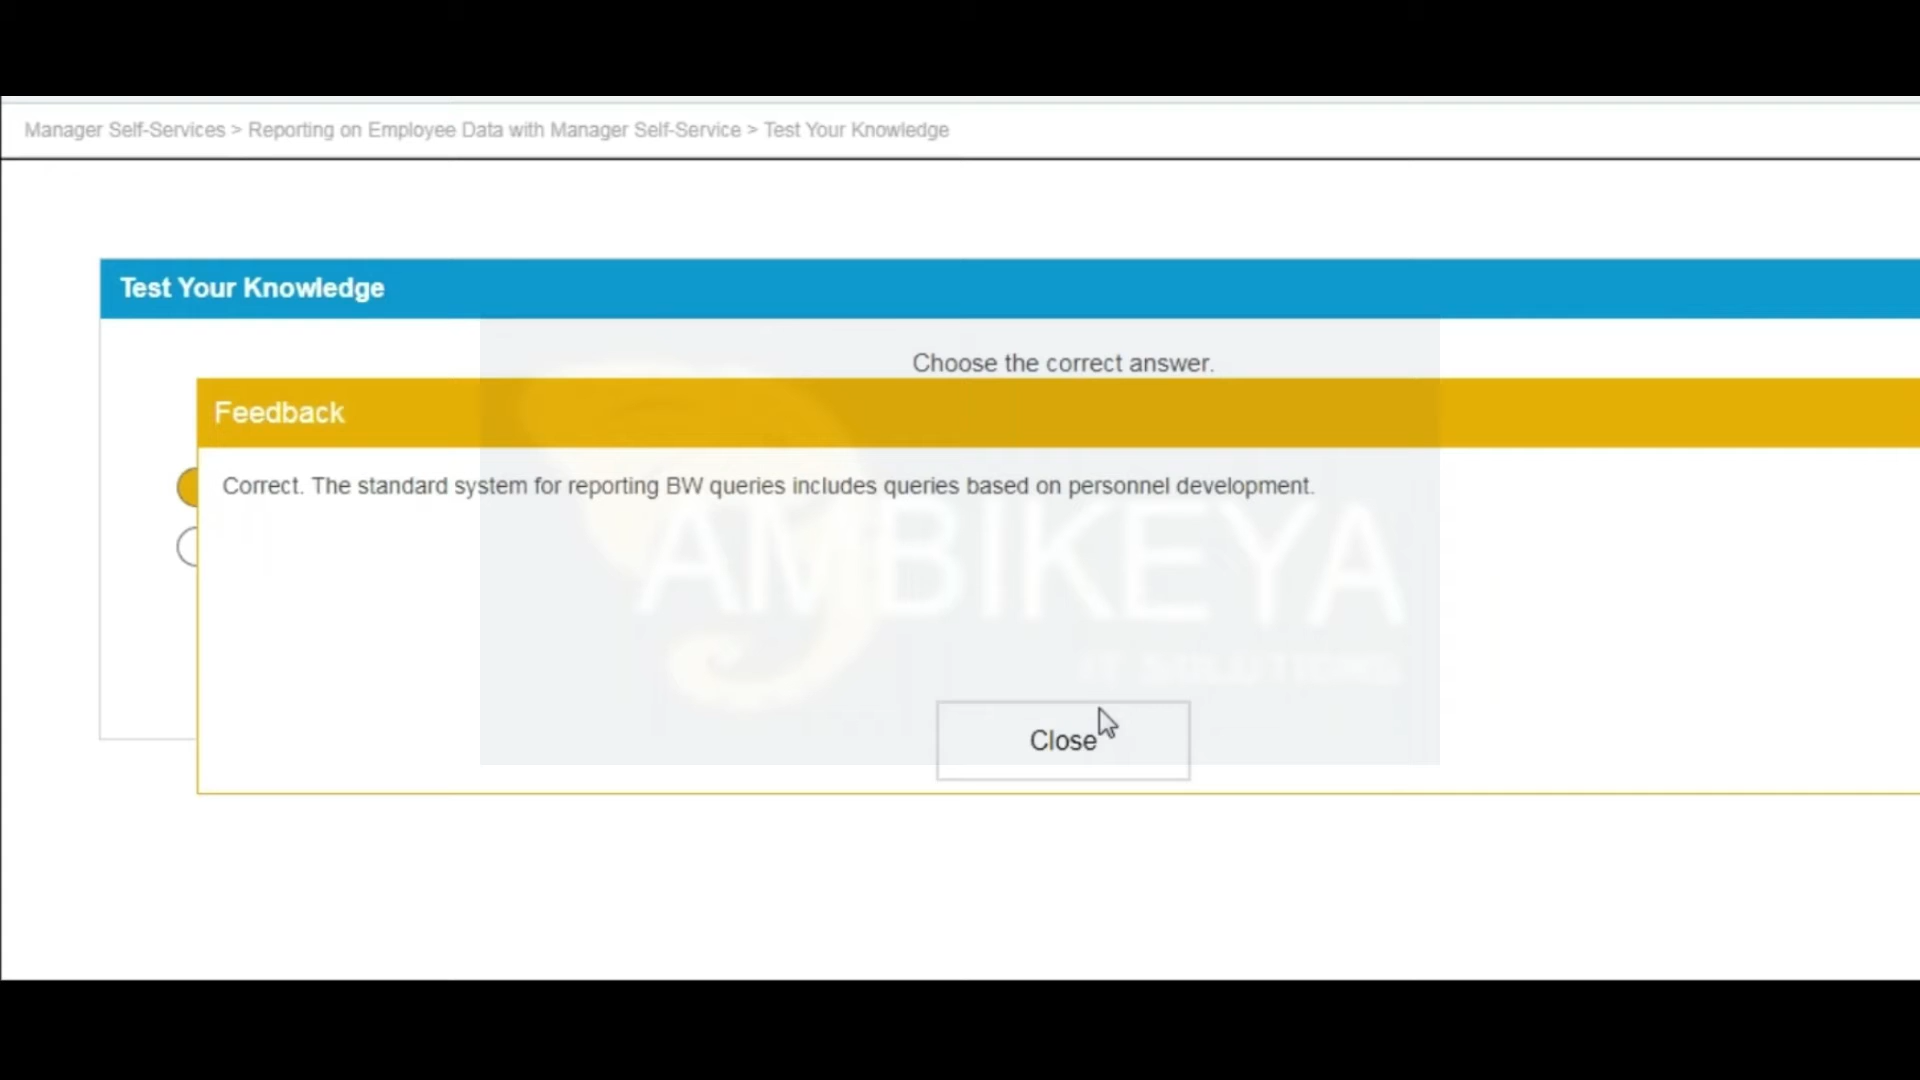 Manager Self-Services > Reporting on Employee Data with Manager Self-Service > Test Your Knowledge
Test Your Knowledge
Choose the correct answer.
Feedback
Correct. The standard system for reporting BW queries includes queries based on personnel development.
AMBIKEYA
IT SOLUTIONS
Close